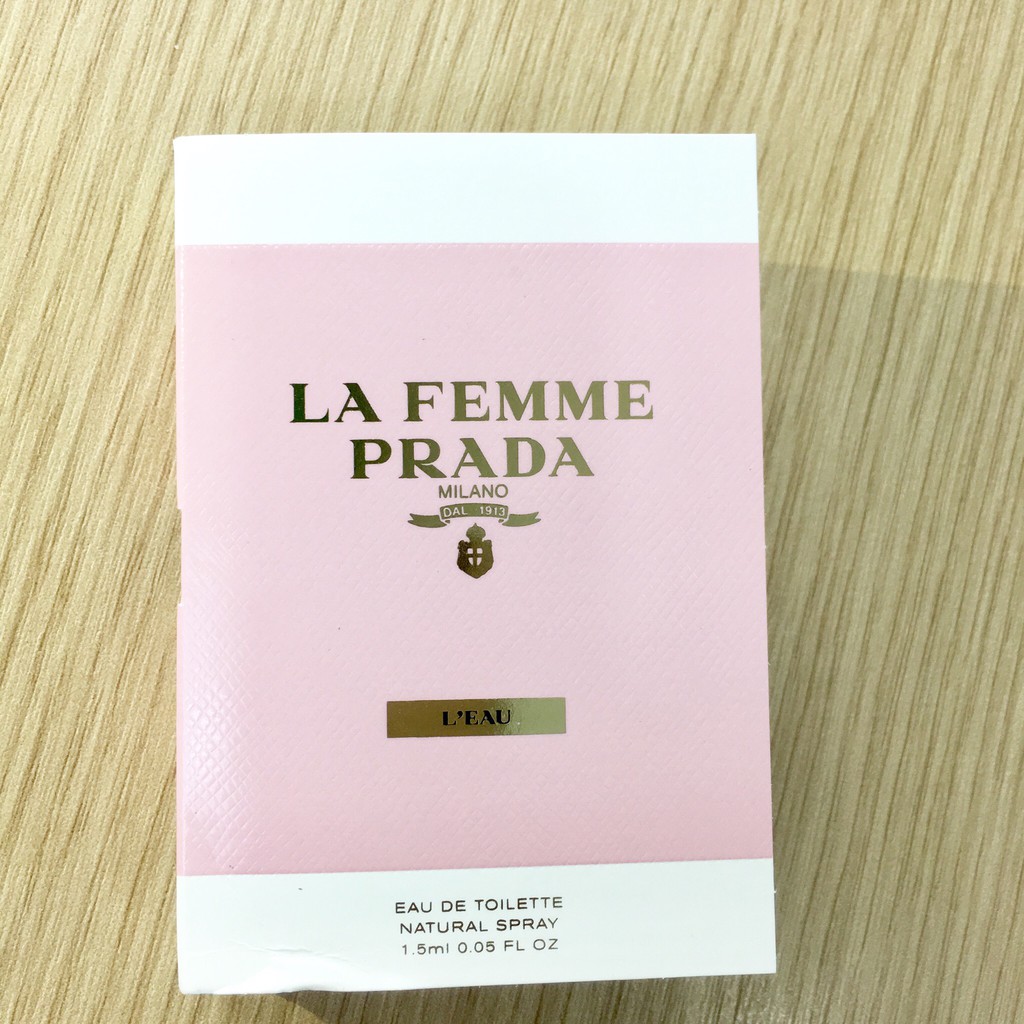 LA FEMME
PRADA
MILANO
DAL 1913
L'EAU
EAU DE TOILETTE
NATURAL SPRAY
1.5ml 0.05 FL OZ